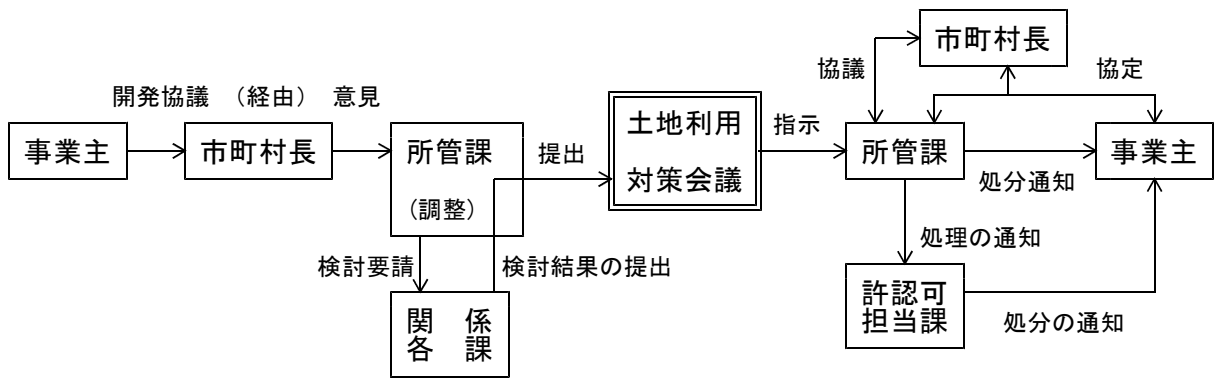 市町村長
協議
協定
開発協議 （経由） 意見
事業主
市町村長
所管課
（調整）
提出
土地利用
対策会議
指示
所管課
事業主
処分通知
検討要請
検討結果の提出
処理の通知
関 係
各 課
許認可
担当課
処分の通知